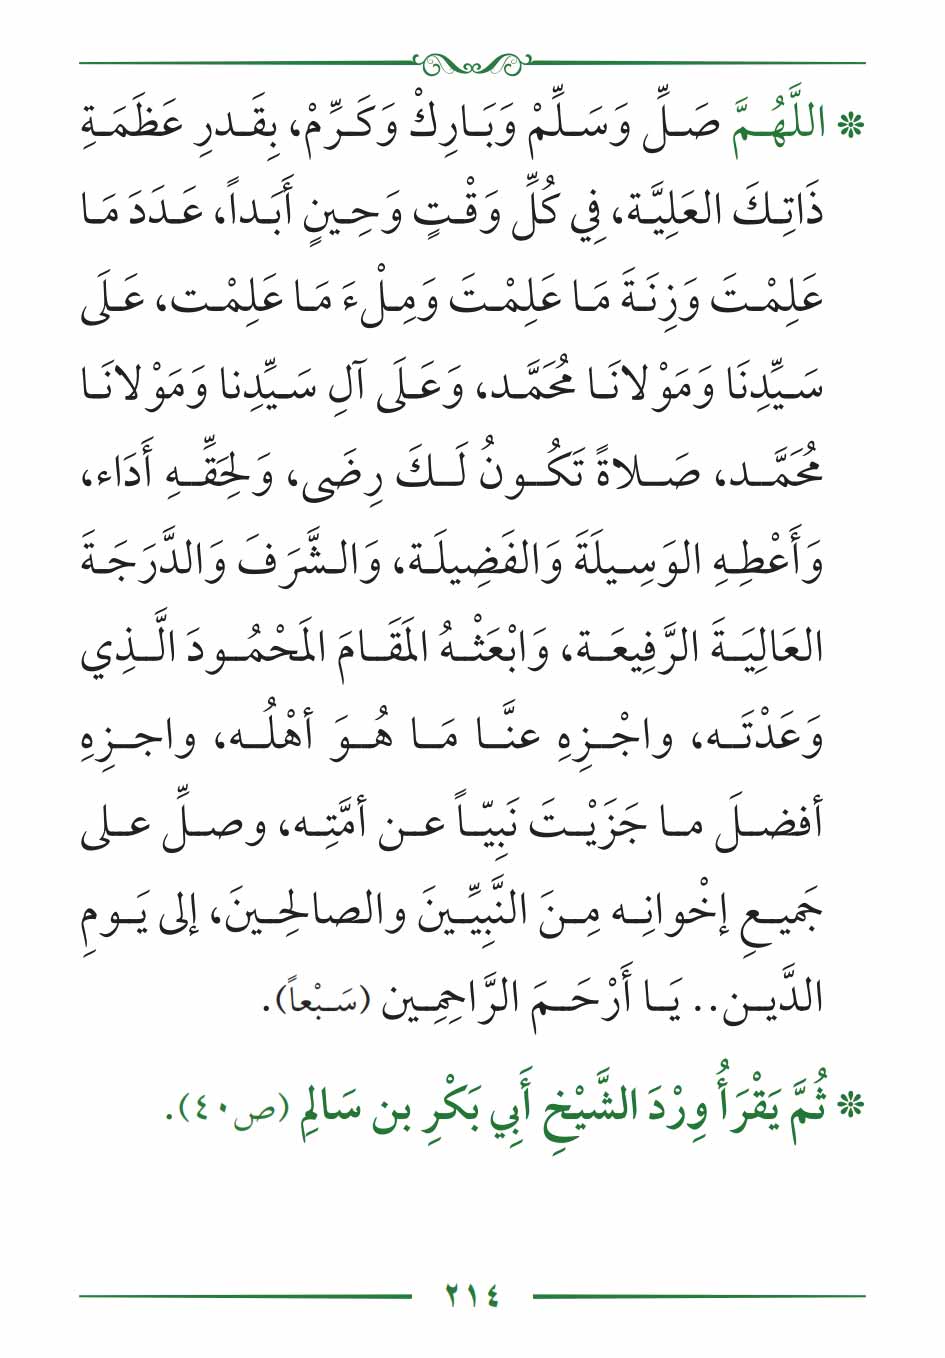 ❊ اللَّهُمَّ صَلِّ وَسَلِّمْ وَبَارِكْ وَكَرِّمْ، بِقَدرِ عَظَمَةِ
ذَاتِكَ العَلِيَّة، فِي كُلِّ وَقْتٍ وَحِينٍ أَبَداً، عَدَدَ مَا
عَلِمْتَ وَزِنَةَ مَا عَلِمْتَ وَمِلْءَ مَا عَلِمْت، عَلَى
سَيِّدِنَا وَمَوْلانَا مُحَمَّد، وَعَلَى آلِ سَيِّدِنا وَمَوْلانَا
مُحَمَّد، صَلاةً تَكُونُ لَكَ رِضَى، وَلِحَقِّهِ أَدَاء،
وَأَعْطِهِ الوَسِيلَةَ وَالفَضِيلَة، وَالشَّرَفَ وَالدَّرَجَةَ
العَالِيَةَ الرَّفِيعَة، وَابْعَثْهُ المَقَامَ المَحْمُودَ الَّذِي
وَعَدْتَه، واجْزِهِ عنَّا مَا هُوَ أهْلُه، واجزِهِ
أفضلَ ما جَزَيْتَ نَبِيّاً عن أمَّتِه، وصلِّ على
جَميعِ إخْوانِه مِنَ النَّبِيِّينَ والصالحِينَ، إلى يَومِ
الدَّين.. يَا أَرْحَمَ الرَّاحِمِين (سَبْعاً).
❊ ثُمَّ يَقْرَأُ وِرْدَ الشَّيْخِ أَبِي بَكْرِ بن سَالِمِ (ص٤٠).
٢١٤